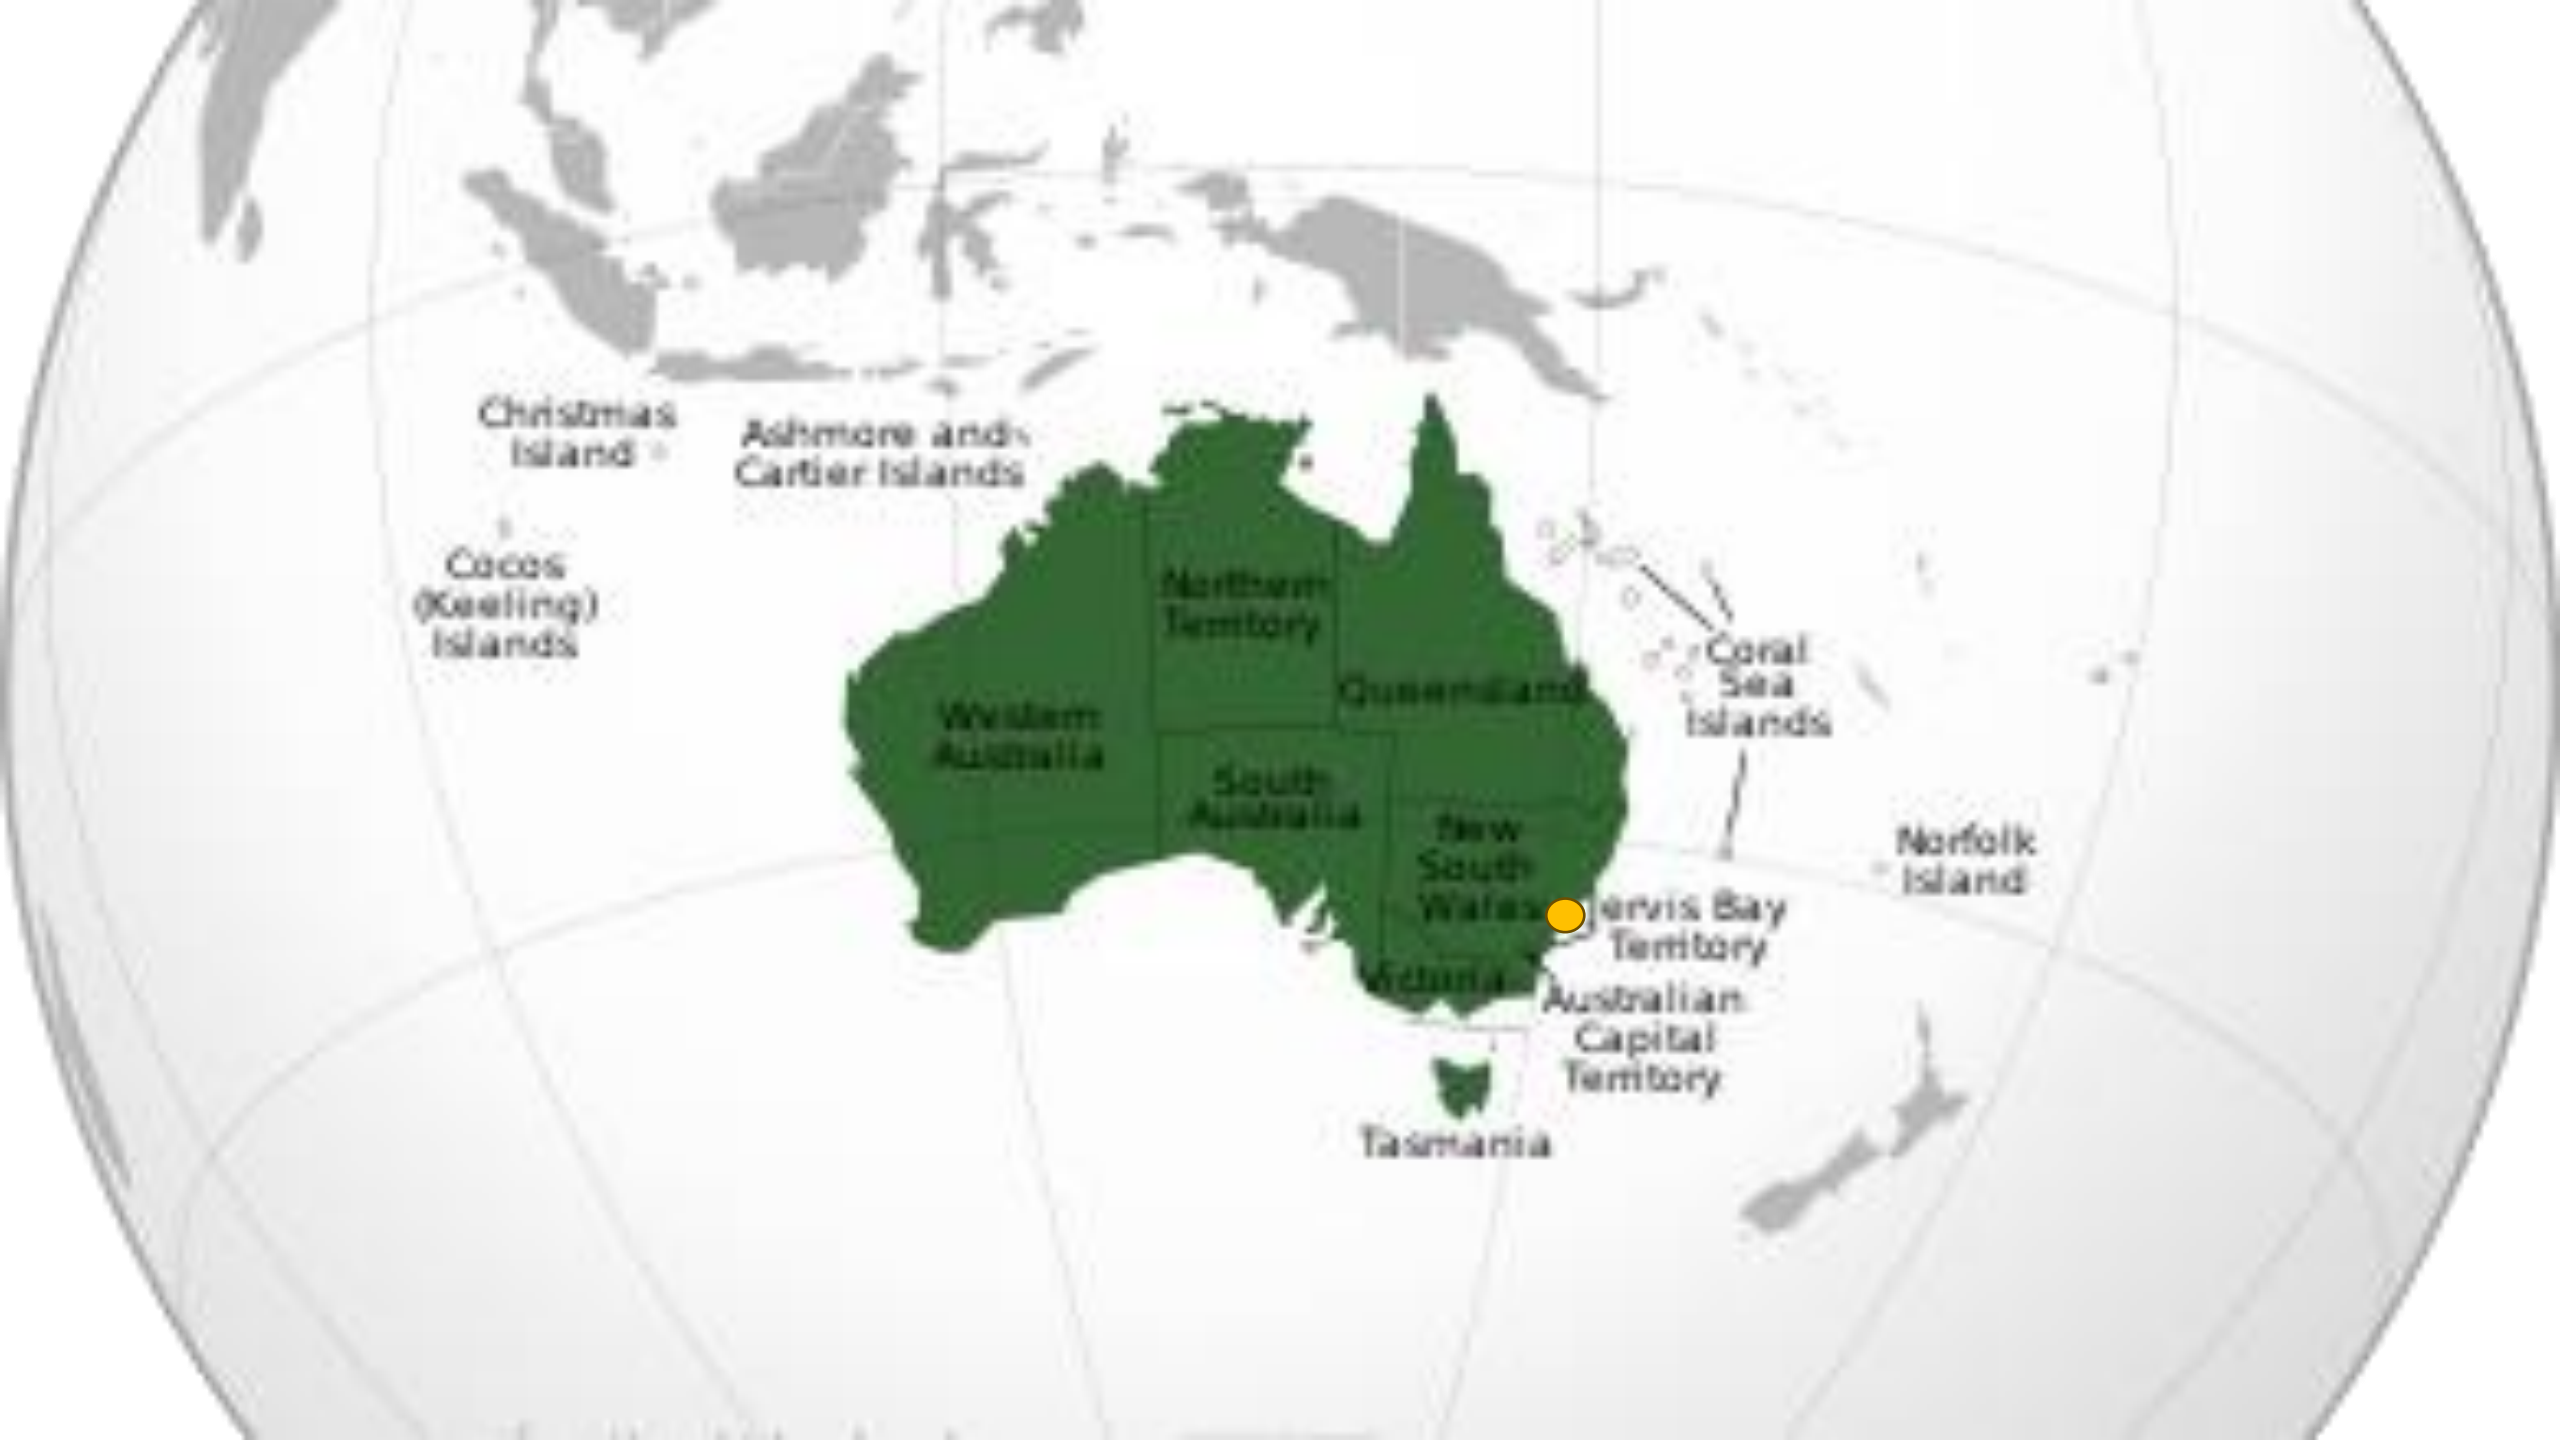 Christmas
Island
Ashmore and
Cartier Islands
Cocos
(Keeling)
Islands
Northern
Territory
Queensland
Western
Australia
South
Australia
New
South
Wales
Victoria
Coral
Sea
Islands
Norfolk
Island
ervis Bay
Territory
Australian
Capital
Territory
Tasmania